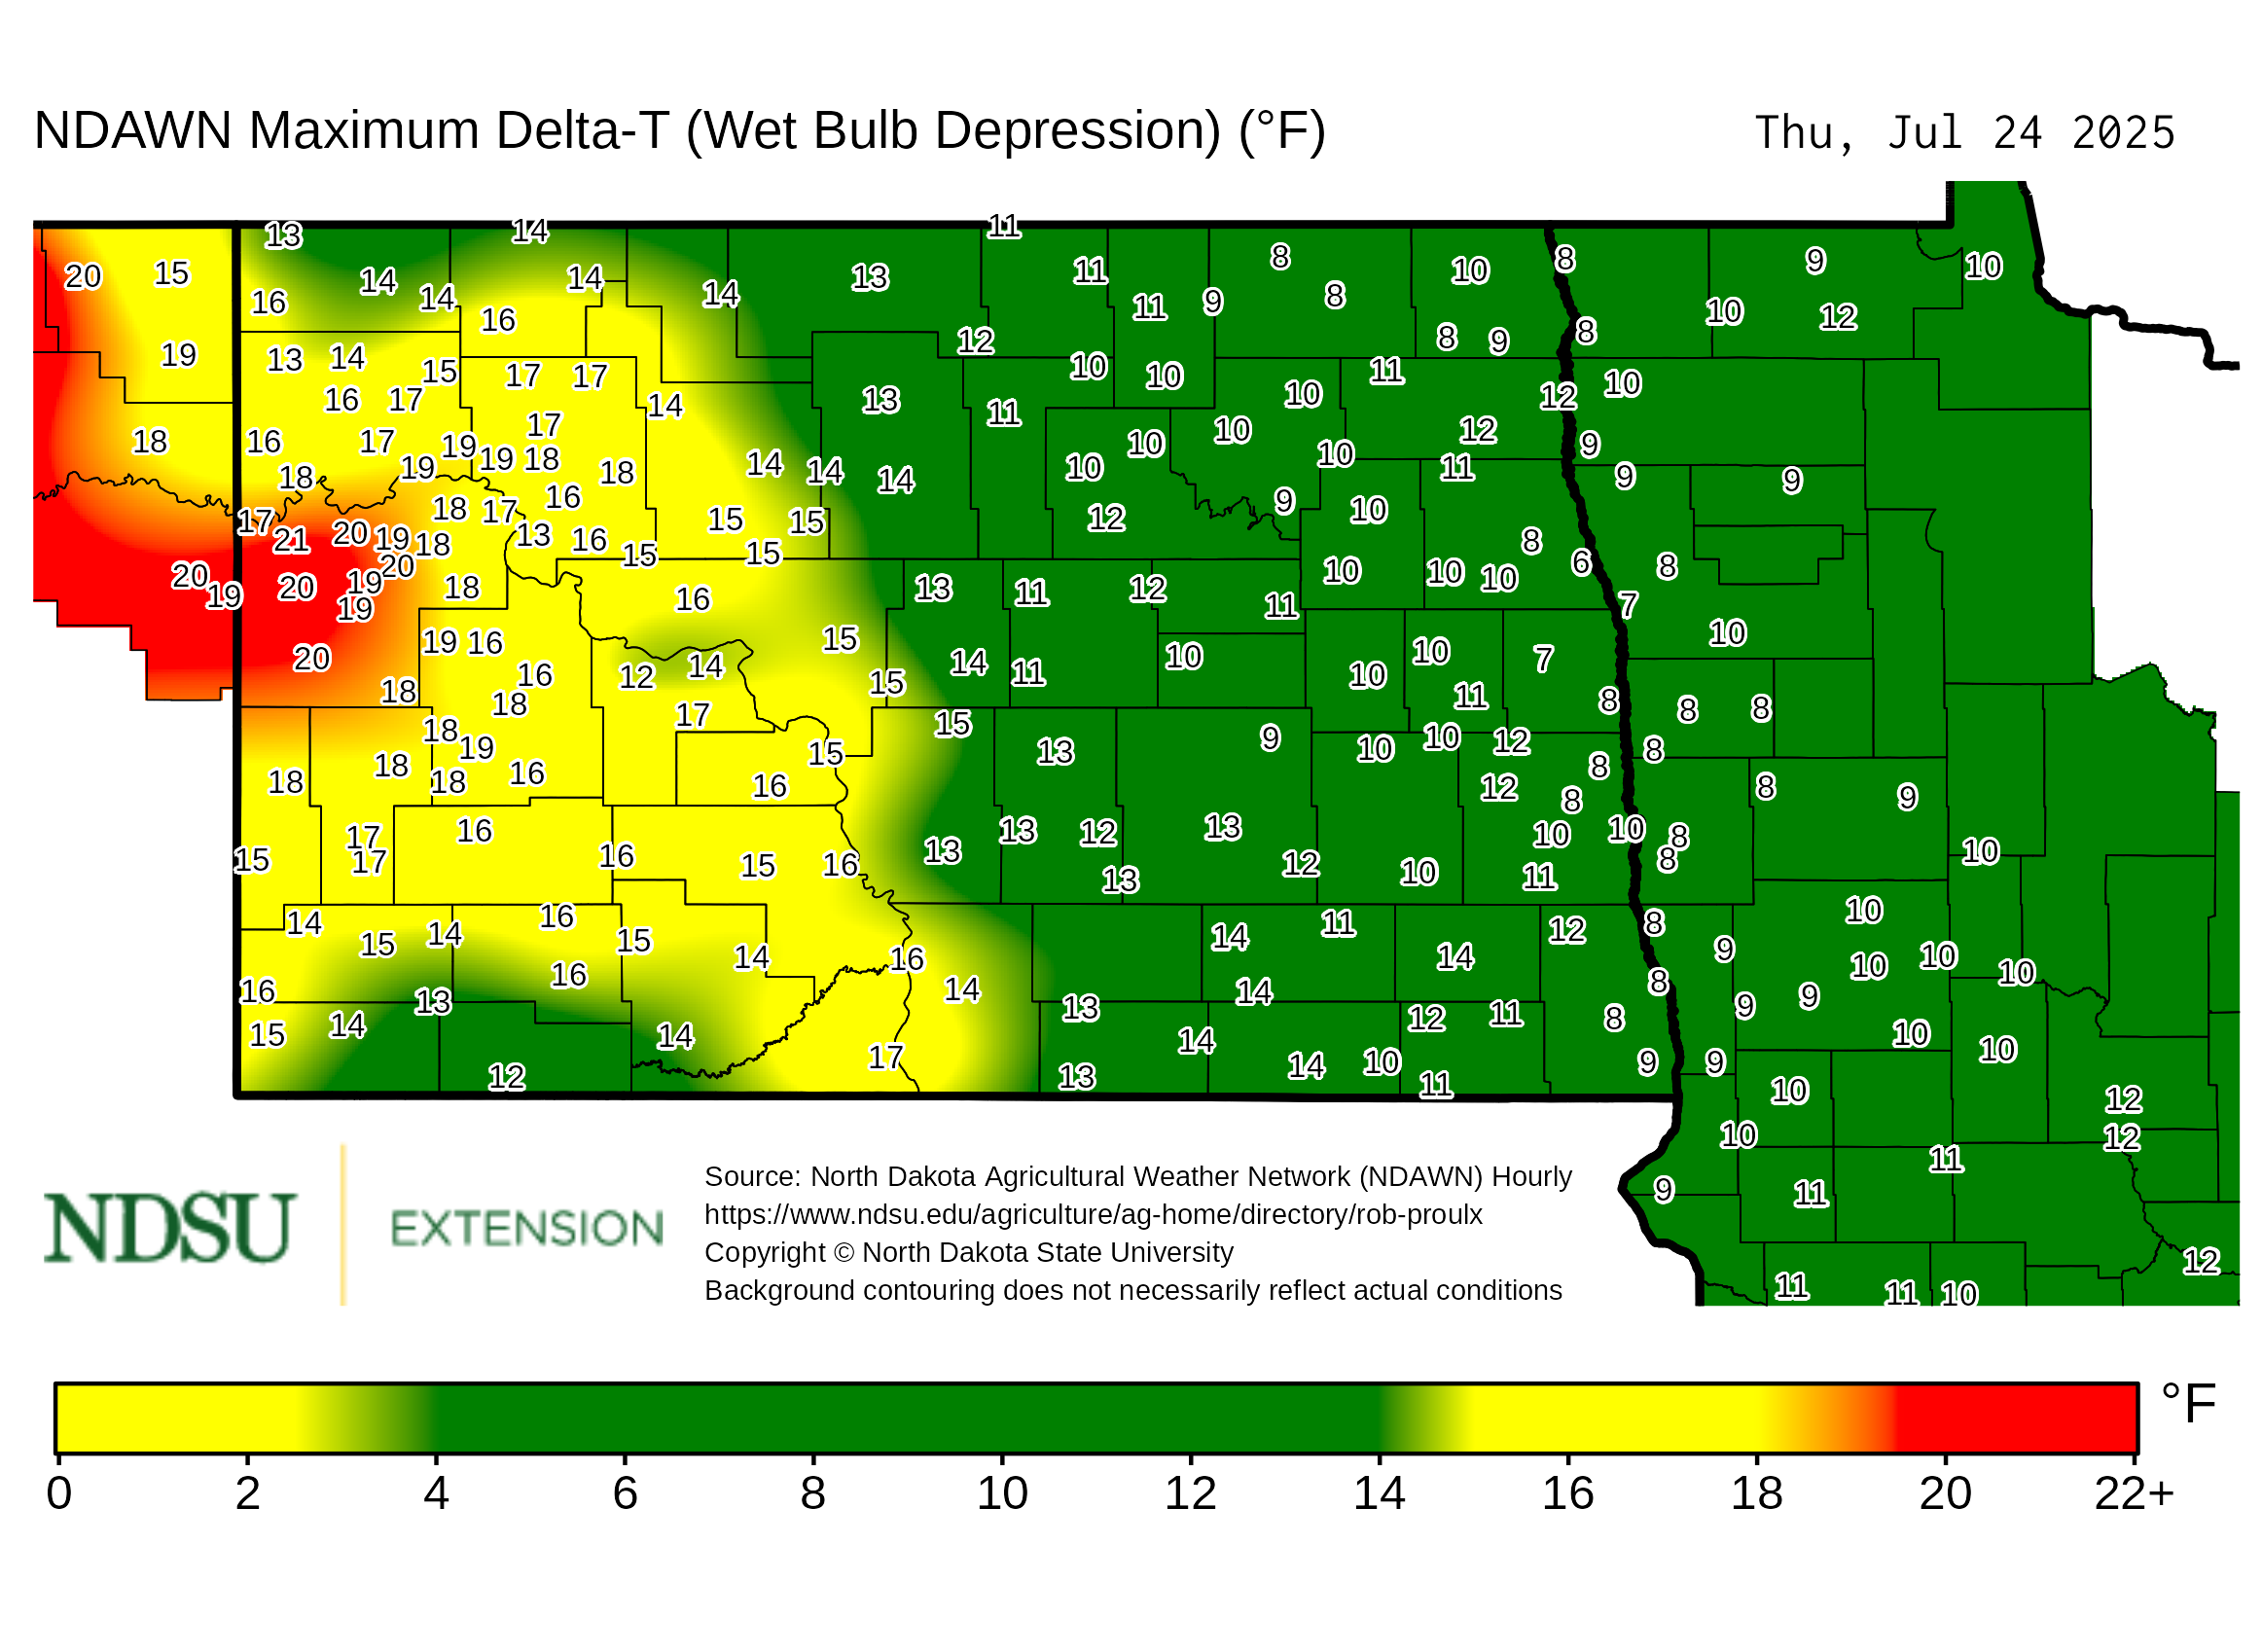 NDAWN Maximum Delta-T (Wet Bulb Depression) (°F)
Thu, Jul 24 2025
13 14 11
20 15 14 14 13 11 8 10 8 9 10
16 14 16 14 11 9 8 10 12
19 13 14 15 17 17 12 10 10 8 9 11 8
16 17 14 13 11 10 12 10
18 16 17 19 17 10 10 12 9
18 19 19 18 18 14 14 14 10 10 11 9 9
17 18 17 16 15 15 12 9 10
21 20 19 18 13 16 15 15 8 6 8
20 19 20 19 20 18 16 13 11 12 11 10 10 10 7
19 19 16 15 10
20 18 16 12 14 15 14 11 10 10 10 7
18 17 15 11 8 8 8
18 19 15 13 9 10 10 12 8
18 18 18 16 16 12 8 8 9
17 16 13 12 13 8 10 10 8
15 17 16 15 16 13 13 12 10 11 8 10
14 15 14 16 15 14 16 14 11 14 12 8 9 10 10 10
16 13 16 14 14 8 9 9 10
15 14 14 13 14 12 11 8 10
12 17 13 14 10 11 9 9 10 10
12
10 12
11
9 11
12
11 11 10
NDSU
EXTENSION
Source: North Dakota Agricultural Weather Network (NDAWN) Hourly
https://www.ndsu.edu/agriculture/ag-home/directory/rob-proulx
Copyright © North Dakota State University
Background contouring does not necessarily reflect actual conditions
°F
0 2 4 6 8 10 12 14 16 18 20 22+